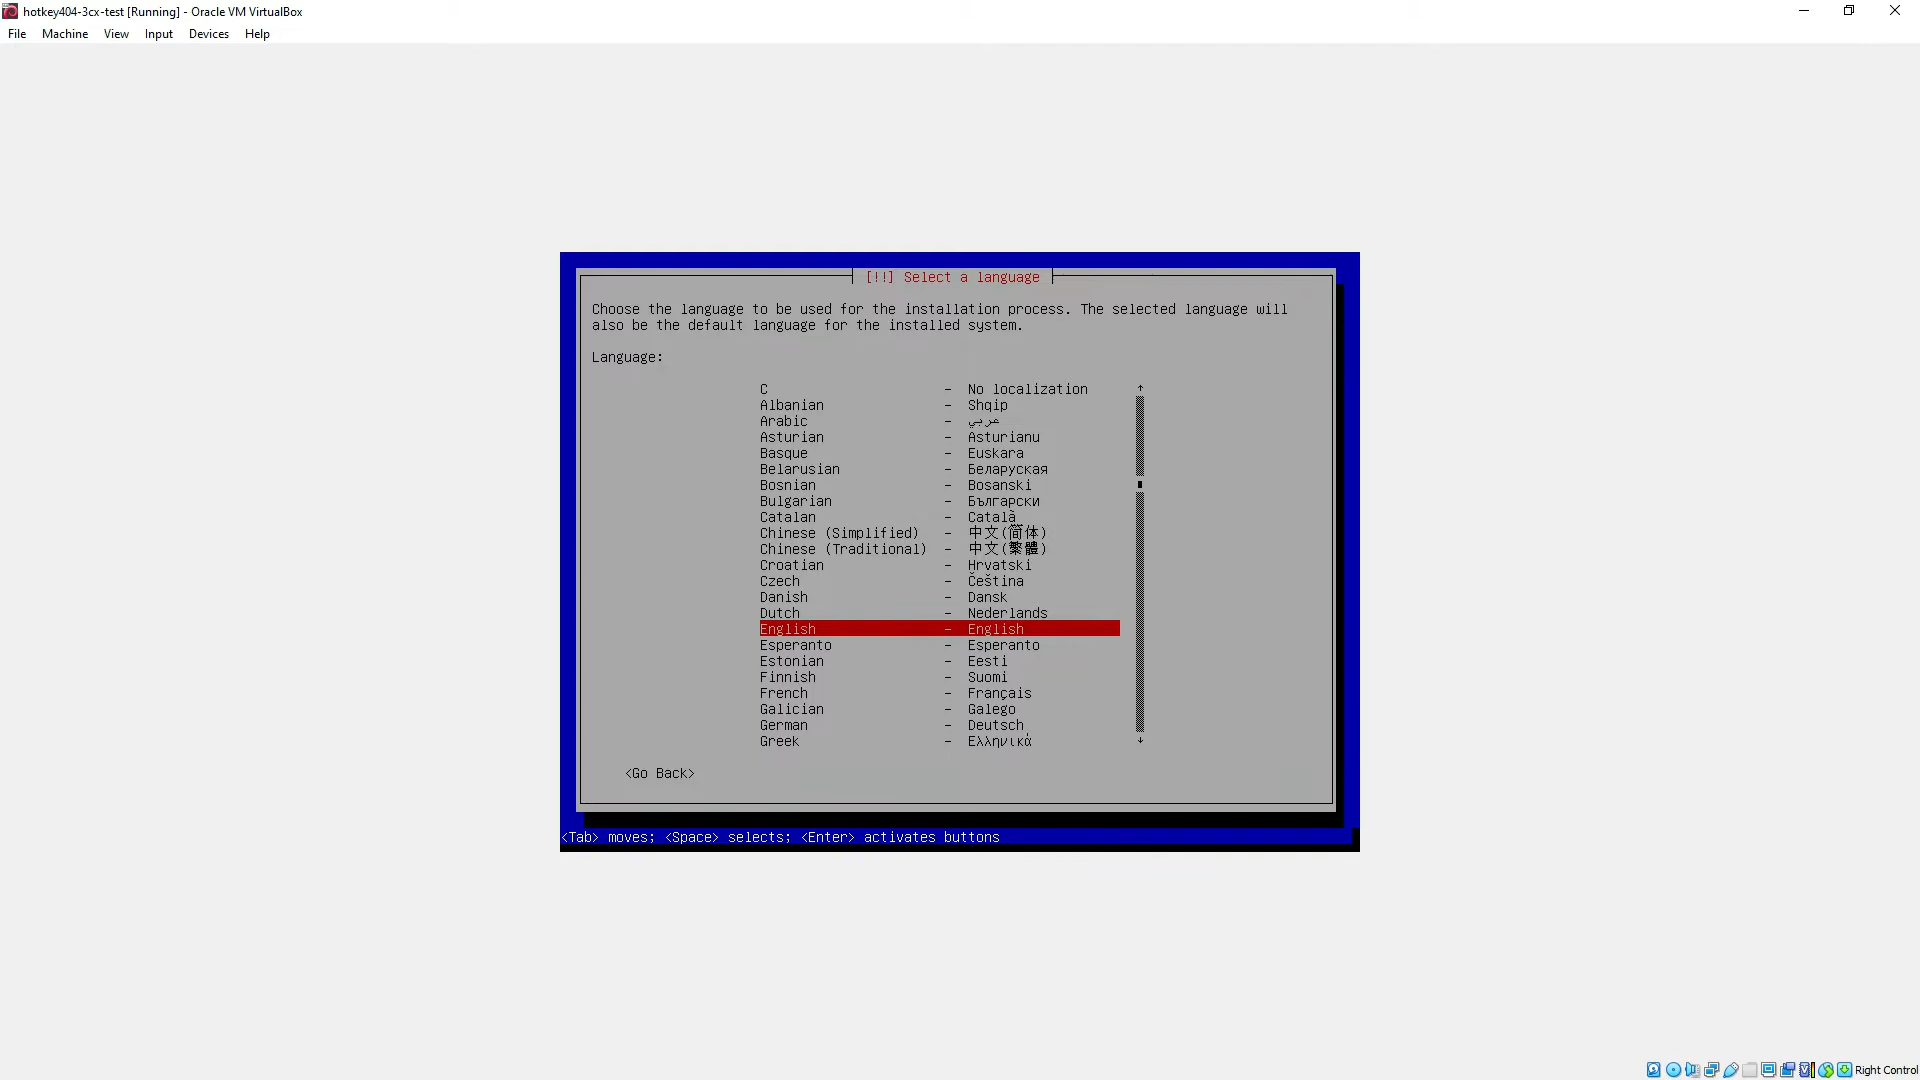 hotkey404-3cx-test [Running] - Oracle VM VirtualBox
File Machine View Input Devices Help
[!!] Select a language
Choose the language to be used for the installation process. The selected language will
also be the default language for the installed system.
Language:
C - No localization
Albanian - Shqip
Arabic - عربي
Asturian - Asturianu
Basque - Euskara
Belarusian - Беларуская
Bosnian - Bosanski
Bulgarian - Български
Catalan - Català
Chinese (Simplified) - 中文(简体)
Chinese (Traditional) - 中文(繁體)
Croatian - Hrvatski
Czech - Čeština
Danish - Dansk
Dutch - Nederlands
English - English
Esperanto - Esperanto
Estonian - Eesti
Finnish - Suomi
French - Français
Galician - Galego
German - Deutsch
Greek - Ελληνικά
<Go Back>
<Tab> moves; <Space> selects; <Enter> activates buttons
Right Control